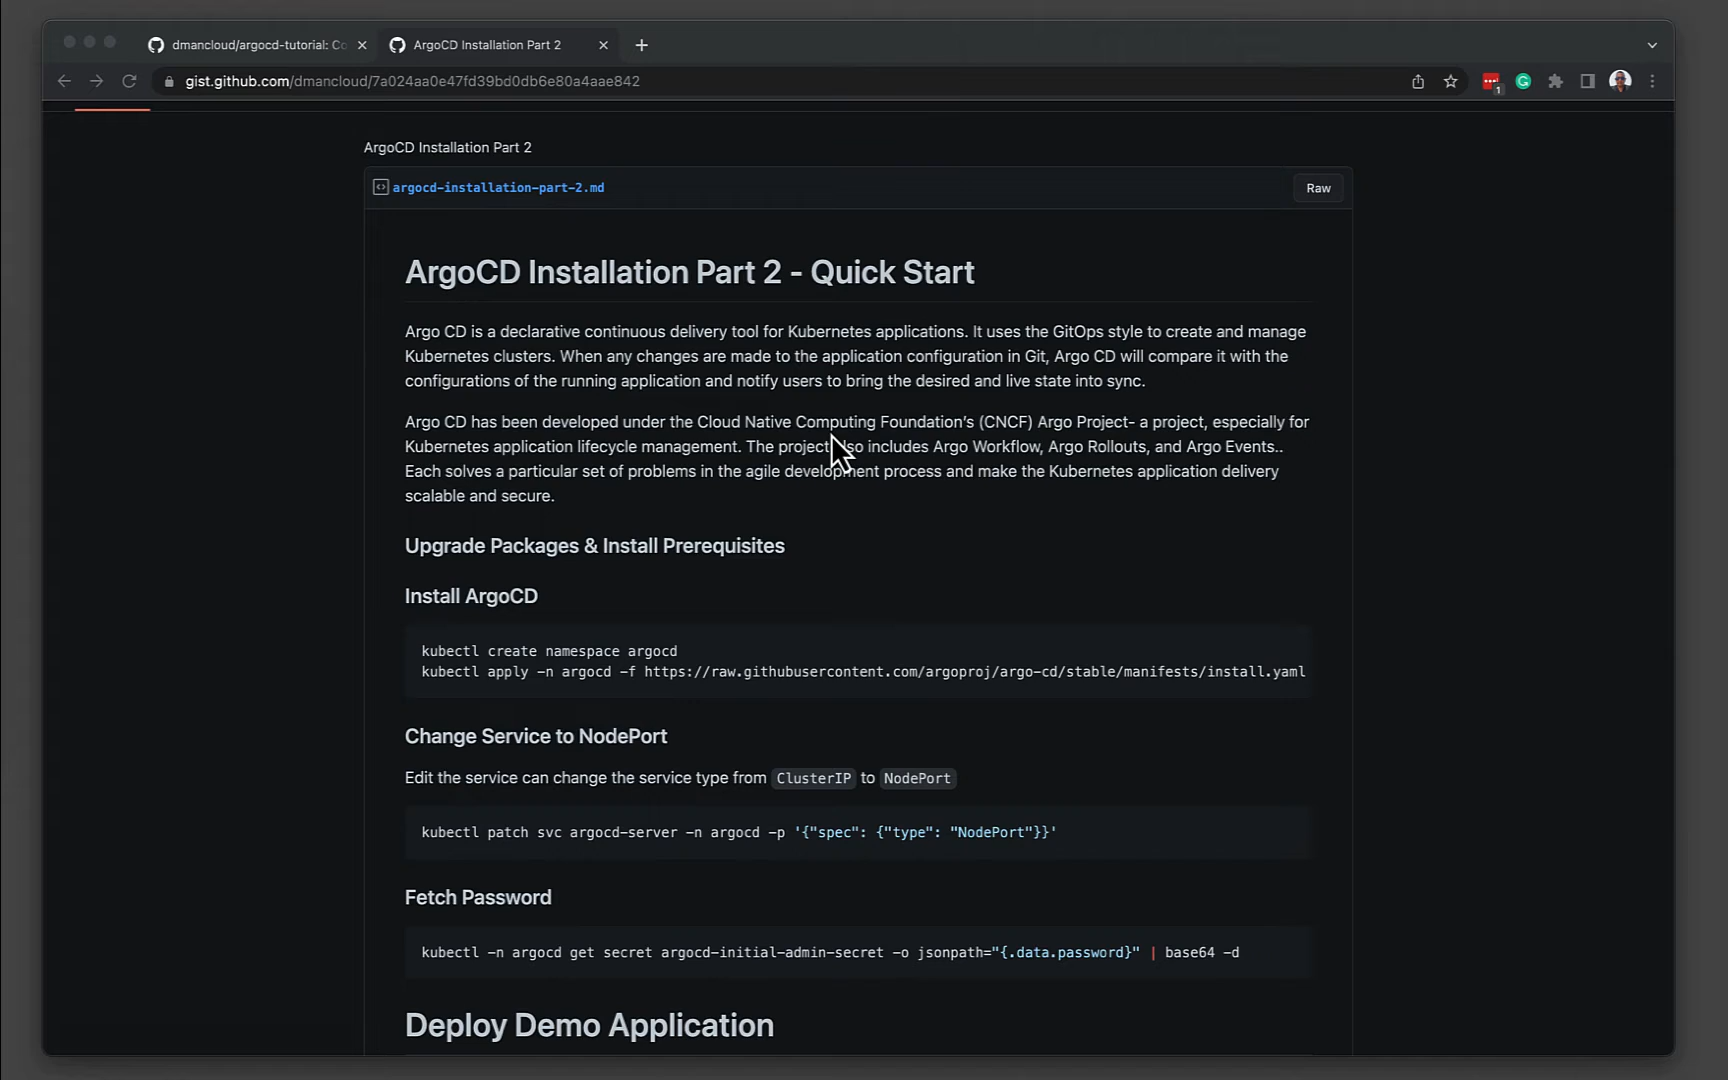 dmancloud/argocd-tutorial: Co
ArgoCD Installation Part 2
gist.github.com/dmancloud/7a024aa0e47fd39bd0db6e80a4aae842
1
ArgoCD Installation Part 2
argocd-installation-part-2.md
Raw
ArgoCD Installation Part 2 - Quick Start
Argo CD is a declarative continuous delivery tool for Kubernetes applications. It uses the GitOps style to create and manage
Kubernetes clusters. When any changes are made to the application configuration in Git, Argo CD will compare it with the
configurations of the running application and notify users to bring the desired and live state into sync.
Argo CD has been developed under the Cloud Native Computing Foundation's (CNCF) Argo Project- a project, especially for
Kubernetes application lifecycle management. The project also includes Argo Workflow, Argo Rollouts, and Argo Events..
Each solves a particular set of problems in the agile development process and make the Kubernetes application delivery
scalable and secure.
Upgrade Packages & Install Prerequisites
Install ArgoCD
kubectl create namespace argocd
kubectl apply -n argocd -f https://raw.githubusercontent.com/argoproj/argo-cd/stable/manifests/install.yaml
Change Service to NodePort
Edit the service can change the service type from ClusterIP to NodePort
kubectl patch svc argocd-server -n argocd -p '{"spec": {"type": "NodePort"}}'
Fetch Password
kubectl -n argocd get secret argocd-initial-admin-secret -o jsonpath="{.data.password}" | base64 -d
Deploy Demo Application